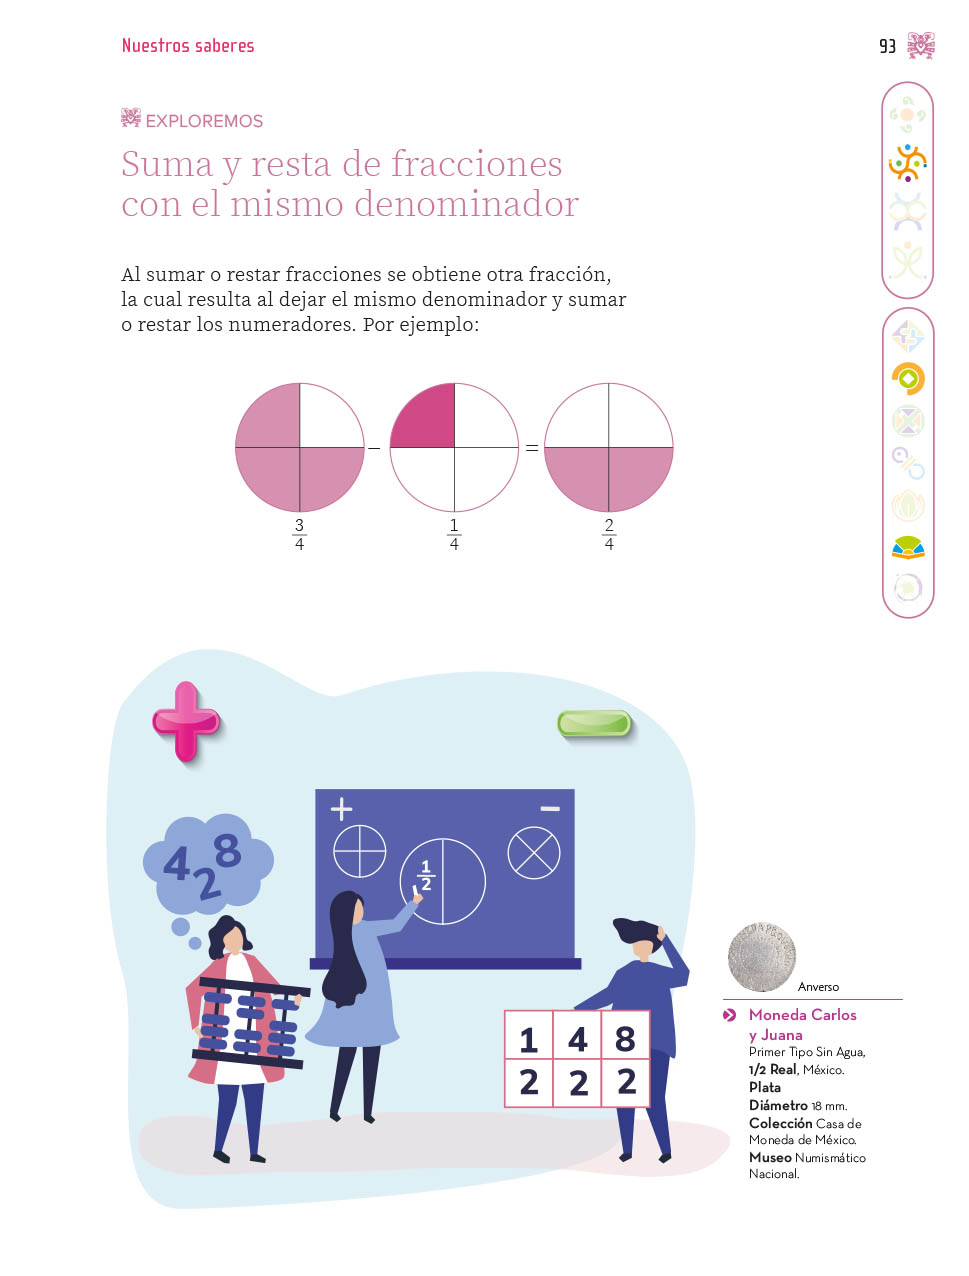 Nuestros saberes
93
EXPLOREMOS
Suma y resta de fracciones
con el mismo denominador
Al sumar o restar fracciones se obtiene otra fracción,
la cual resulta al dejar el mismo denominador y sumar
o restar los numeradores. Por ejemplo:
− =
3/4 1/4 2/4
+ −
4 2 8
1/2
1 4 8
2 2 2
Anverso
Moneda Carlos
y Juana
Primer Tipo Sin Agua,
1/2 Real, México.
Plata
Diámetro 18 mm.
Colección Casa de
Moneda de México.
Museo Numismático
Nacional.